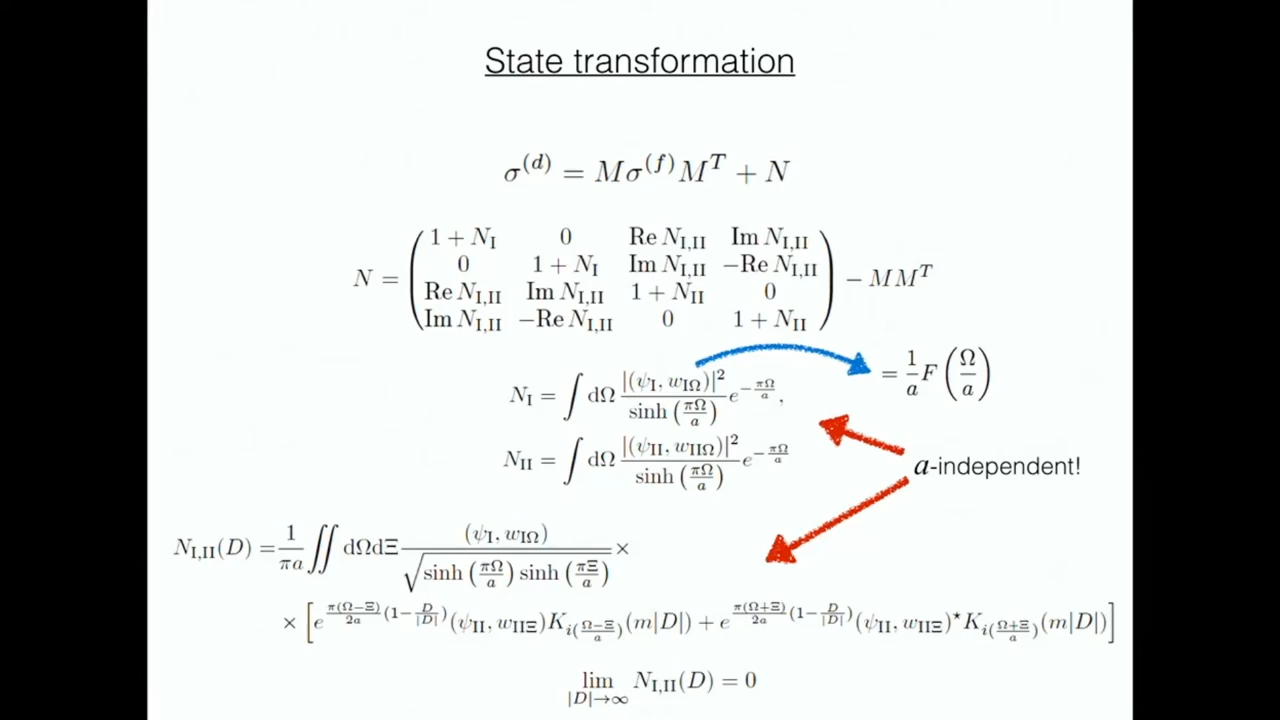 State transformation
σ^(d) = Mσ^(f)M^T + N
N = ( 1 + N_I   0   Re N_I,II   Im N_I,II
0   1 + N_I   Im N_I,II   −Re N_I,II
Re N_I,II   Im N_I,II   1 + N_II   0
Im N_I,II   −Re N_I,II   0   1 + N_II ) − MM^T
N_I = ∫ dΩ |(ψ_I, w_IΩ)|² / sinh(πΩ/a) e^(−πΩ/a),
= 1/a F(Ω/a)
N_II = ∫ dΩ |(ψ_II, w_IIΩ)|² / sinh(πΩ/a) e^(−πΩ/a)
a-independent!
N_I,II(D) = 1/(πa) ∬ dΩdΞ (ψ_I, w_IΩ) / √(sinh(πΩ/a) sinh(πΞ/a)) ×
× [e^(π(Ω−Ξ)/2a (1−D/|D|)) (ψ_II, w_IIΞ)K_i(Ω−Ξ/a)(m|D|) + e^(π(Ω+Ξ)/2a (1−D/|D|)) (ψ_II, w_IIΞ)^⋆K_i(Ω+Ξ/a)(m|D|)]
lim_|D|→∞ N_I,II(D) = 0